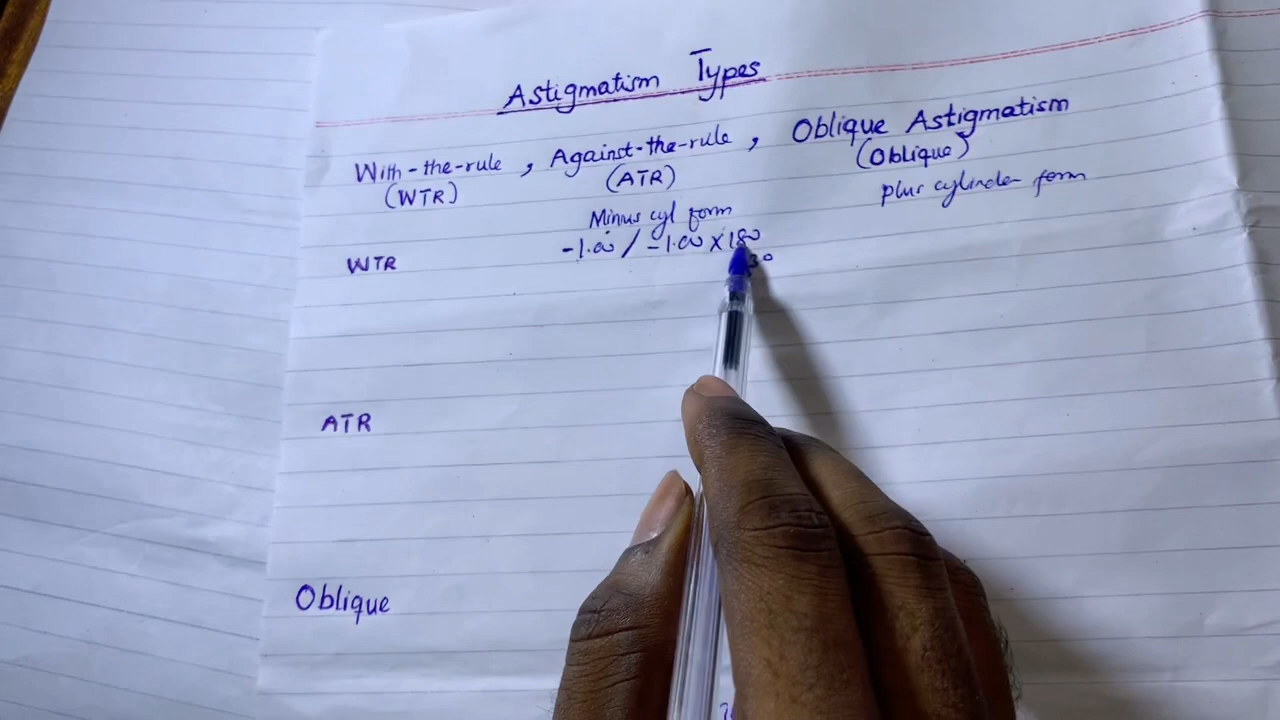 Astigmatism Types
With-the-rule , Against-the-rule , Oblique Astigmatism
(WTR) (ATR) (Oblique)
Minus cyl form plus cylinder form
WTR -1.00 / -1.00 x 180
30
ATR
Oblique